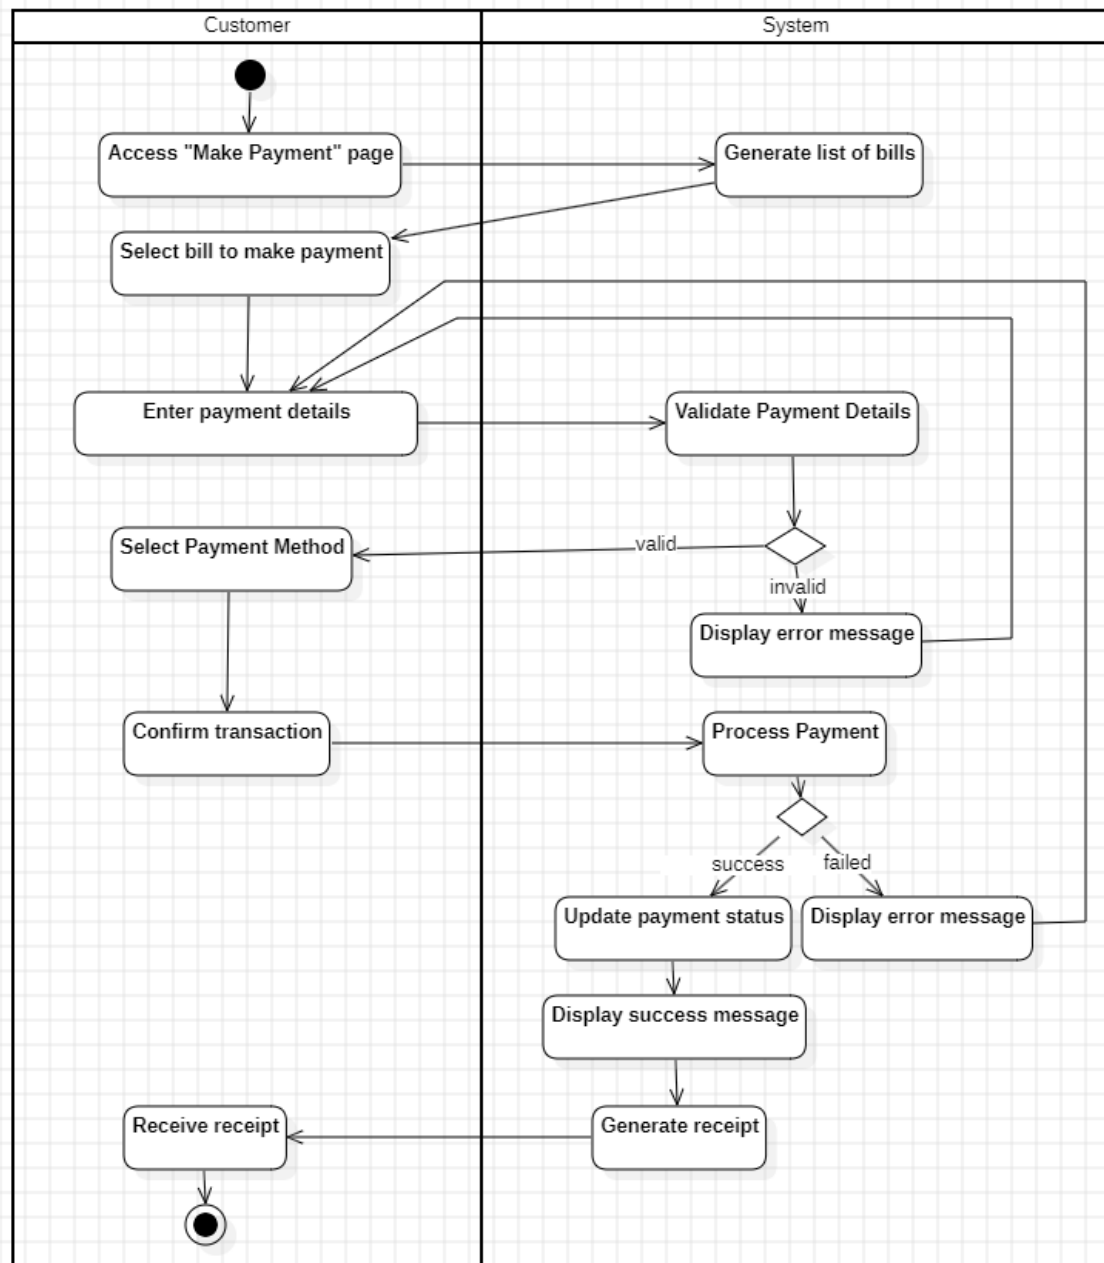 Customer
System
Access "Make Payment" page
Generate list of bills
Select bill to make payment
Enter payment details
Validate Payment Details
Select Payment Method
valid
invalid
Display error message
Confirm transaction
Process Payment
success
failed
Update payment status
Display error message
Display success message
Receive receipt
Generate receipt